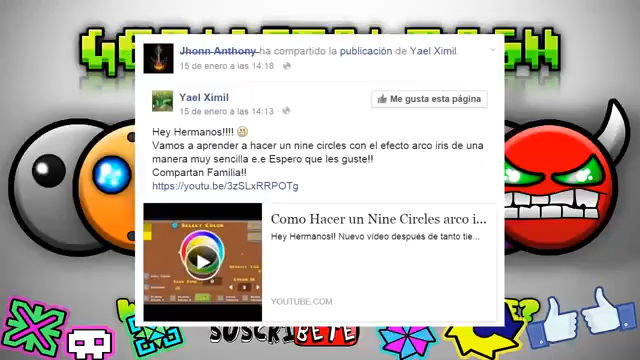 Jhonn Anthony ha compartido la publicación de Yael Ximil.
15 de enero a las 14:18 ·
Yael Ximil
15 de enero a las 14:13 ·
Me gusta esta página
Hey Hermanos!!!!
Vamos a aprender a hacer un nine circles con el efecto arco iris de una
manera muy sencilla e.e Espero que les guste!!
Compartan Familia!!
https://youtu.be/3zSLxRRPOTg
SELECT COLOR
Como Hacer un Nine Circles arco i...
Hey Hermanos!! Nuevo vídeo después de tanto tie...
YOUTUBE.COM
SUSCRIBETE